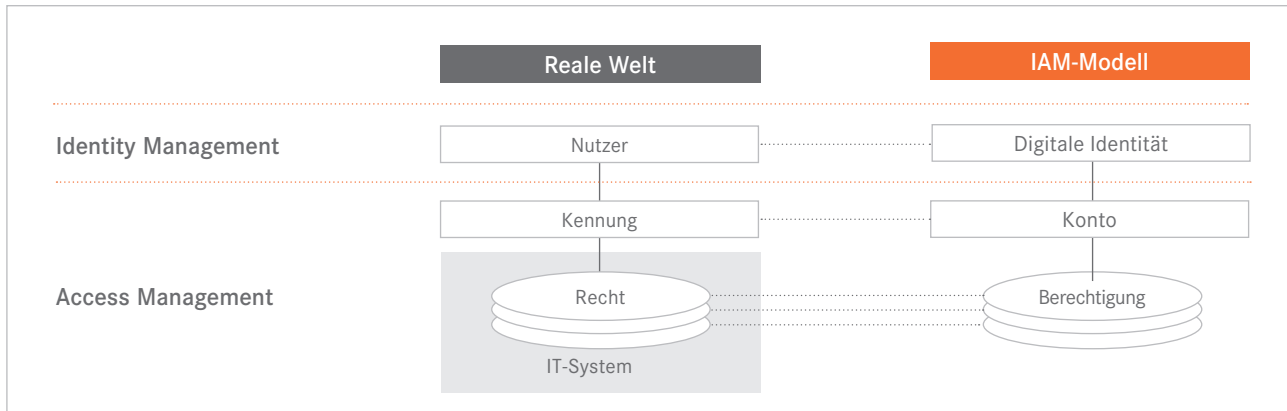 Reale Welt
IAM-Modell
Identity Management
Nutzer
Digitale Identität
Kennung
Konto
Access Management
Recht
Berechtigung
IT-System